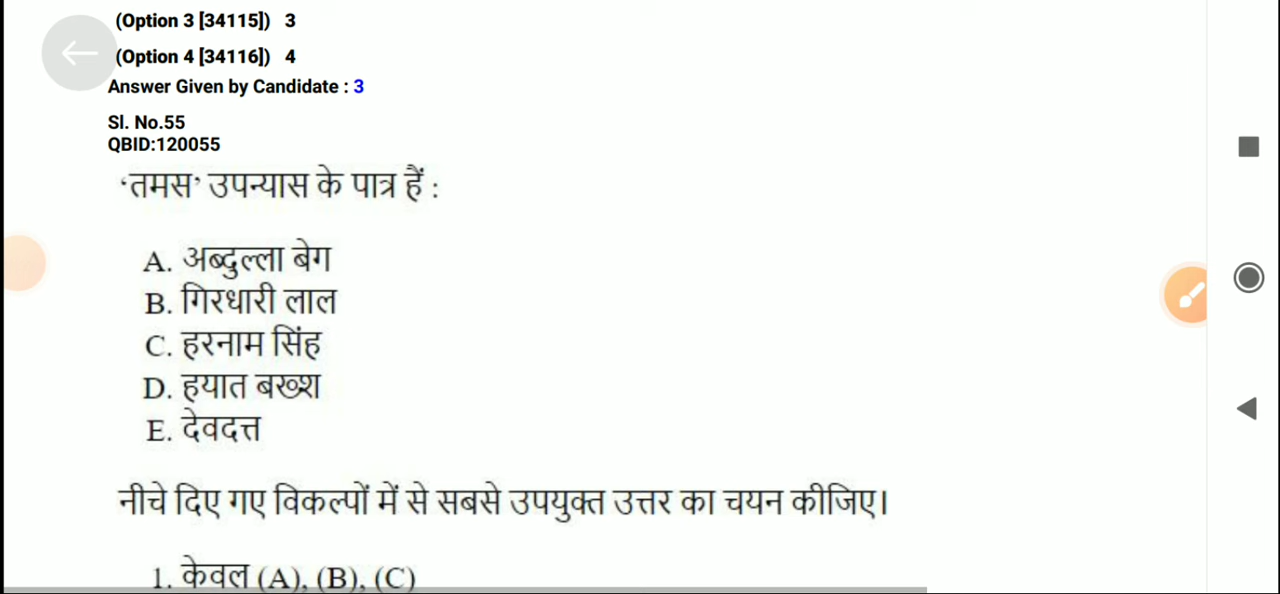 (Option 3 [34115]) 3
(Option 4 [34116]) 4
Answer Given by Candidate : 3
Sl. No.55
QBID:120055
‘तमस’ उपन्यास के पात्र हैं :
A. अब्दुल्ला बेग
B. गिरधारी लाल
C. हरनाम सिंह
D. हयात बख्श
E. देवदत्त
नीचे दिए गए विकल्पों में से सबसे उपयुक्त उत्तर का चयन कीजिए।
1. केवल (A), (B), (C)